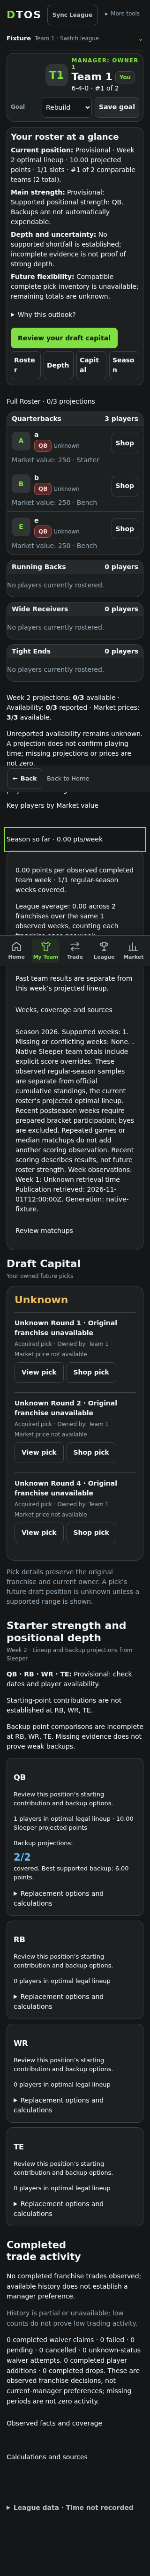 DTOS
Sync League
▸ More tools
Fixture Team 1 · Switch league
T1
MANAGER: OWNER
1
Team 1 You
6-4-0 · #1 of 2
Goal
Rebuild
Save goal
Your roster at a glance
Current position: Provisional · Week
2 optimal lineup · 10.00 projected
points · 1/1 slots · #1 of 2 comparable
teams (2 total).
Main strength: Provisional:
Supported positional strength: QB.
Backups are not automatically
expendable.
Depth and uncertainty: No
supported shortfall is established;
incomplete evidence is not proof of
strong depth.
Future flexibility: Compatible
complete pick inventory is unavailable;
remaining totals are unknown.
▸ Why this outlook?
Review your draft capital
Roste
r
Depth
Capit
al
Seaso
n
Full Roster · 0/3 projections
Quarterbacks
3 players
A
a
QB Unknown
Shop
Market value: 250 · Starter
B
b
QB Unknown
Shop
Market value: 250 · Bench
E
e
QB Unknown
Shop
Market value: 250 · Bench
Running Backs
0 players
No players currently rostered.
Wide Receivers
0 players
No players currently rostered.
Tight Ends
0 players
No players currently rostered.
Week 2 projections: 0/3 available ·
Availability: 0/3 reported · Market prices:
3/3 available.
Unreported availability remains unknown.
A projection does not confirm playing
time; missing projections or prices are
not zero.
← Back
Back to Home
Key players by Market value
Season so far · 0.00 pts/week
0.00 points per observed completed
team week · 1/1 regular-season
weeks covered.
League average: 0.00 across 2
franchises over the same 1
observed weeks, counting each
Home
My Team
Trade
League
Market
Past team results are separate from
this week's projected lineup.
Weeks, coverage and sources
Season 2026. Supported weeks: 1.
Missing or conflicting weeks: None. .
Native Sleeper team totals include
explicit score overrides. These
observed regular-season samples
are separate from official
cumulative standings, the current
roster's projected optimal lineup.
Recent postseason weeks require
prepared bracket participation; byes
are excluded. Repeated games or
median matchups do not add
another scoring observation. Recent
scoring describes results, not future
roster strength. Week observations:
Week 1: Unknown retrieval time
Published retrieval: 2026-11-
01T12:00:00Z. Generation: native-
fixture.
Review matchups
Draft Capital
Your owned future picks
Unknown
Unknown Round 1 · Original
franchise unavailable
Acquired pick · Owned by: Team 1
Market price not available
View pick
Shop pick
Unknown Round 2 · Original
franchise unavailable
Acquired pick · Owned by: Team 1
Market price not available
View pick
Shop pick
Unknown Round 4 · Original
franchise unavailable
Acquired pick · Owned by: Team 1
Market price not available
View pick
Shop pick
Pick details preserve the original
franchise and current owner. A pick's
future draft position is unknown unless a
supported range is shown.
Starter strength and
positional depth
Week 2 · Lineup and backup projections from
Sleeper
QB · RB · WR · TE: Provisional: check
dates and player availability.
Starting-point contributions are not
established at RB, WR, TE.
Backup point comparisons are incomplete
at RB, WR, TE. Missing evidence does not
prove weak backups.
QB
Review this position's starting
contribution and backup options.
1 players in optimal legal lineup · 10.00
Sleeper-projected points
Backup projections:
2/2
covered. Best supported backup: 6.00
points.
▸ Replacement options and
calculations
RB
Review this position's starting
contribution and backup options.
0 players in optimal legal lineup
▸ Replacement options and
calculations
WR
Review this position's starting
contribution and backup options.
0 players in optimal legal lineup
▸ Replacement options and
calculations
TE
Review this position's starting
contribution and backup options.
0 players in optimal legal lineup
▸ Replacement options and
calculations
Completed
trade activity
No completed franchise trades observed;
available history does not establish a
manager preference.
History is partial or unavailable; low
counts do not prove low trading activity.
0 completed waiver claims · 0 failed · 0
pending · 0 cancelled · 0 unknown-status
waiver attempts. 0 completed player
additions · 0 completed drops. These are
observed franchise decisions, not
current-manager preferences; missing
periods are not zero activity.
Observed facts and coverage
Calculations and sources
▸ League data · Time not recorded